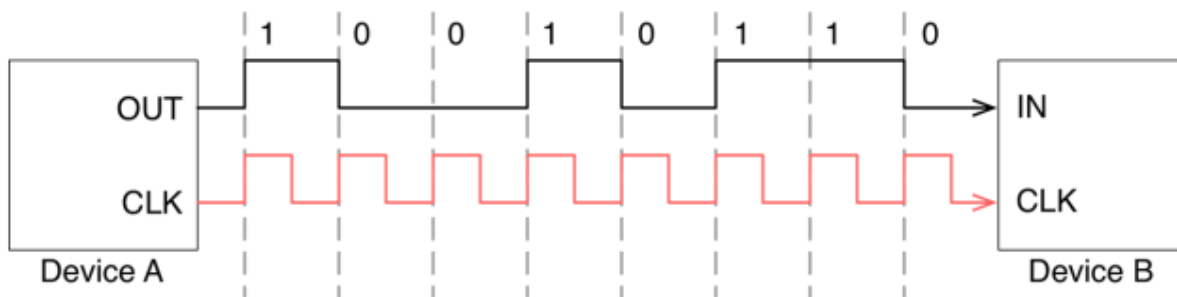 1 0 0 1 0 1 1 0
OUT IN
CLK CLK
Device A Device B